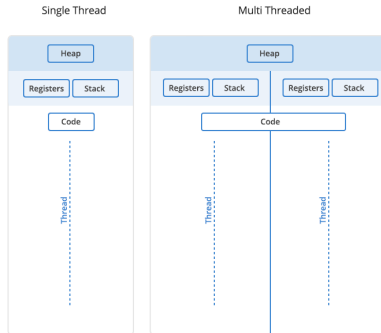 Single Thread
Multi Threaded
Heap
Heap
Registers Stack
Registers Stack
Registers Stack
Code
Code
Thread
Thread
Thread